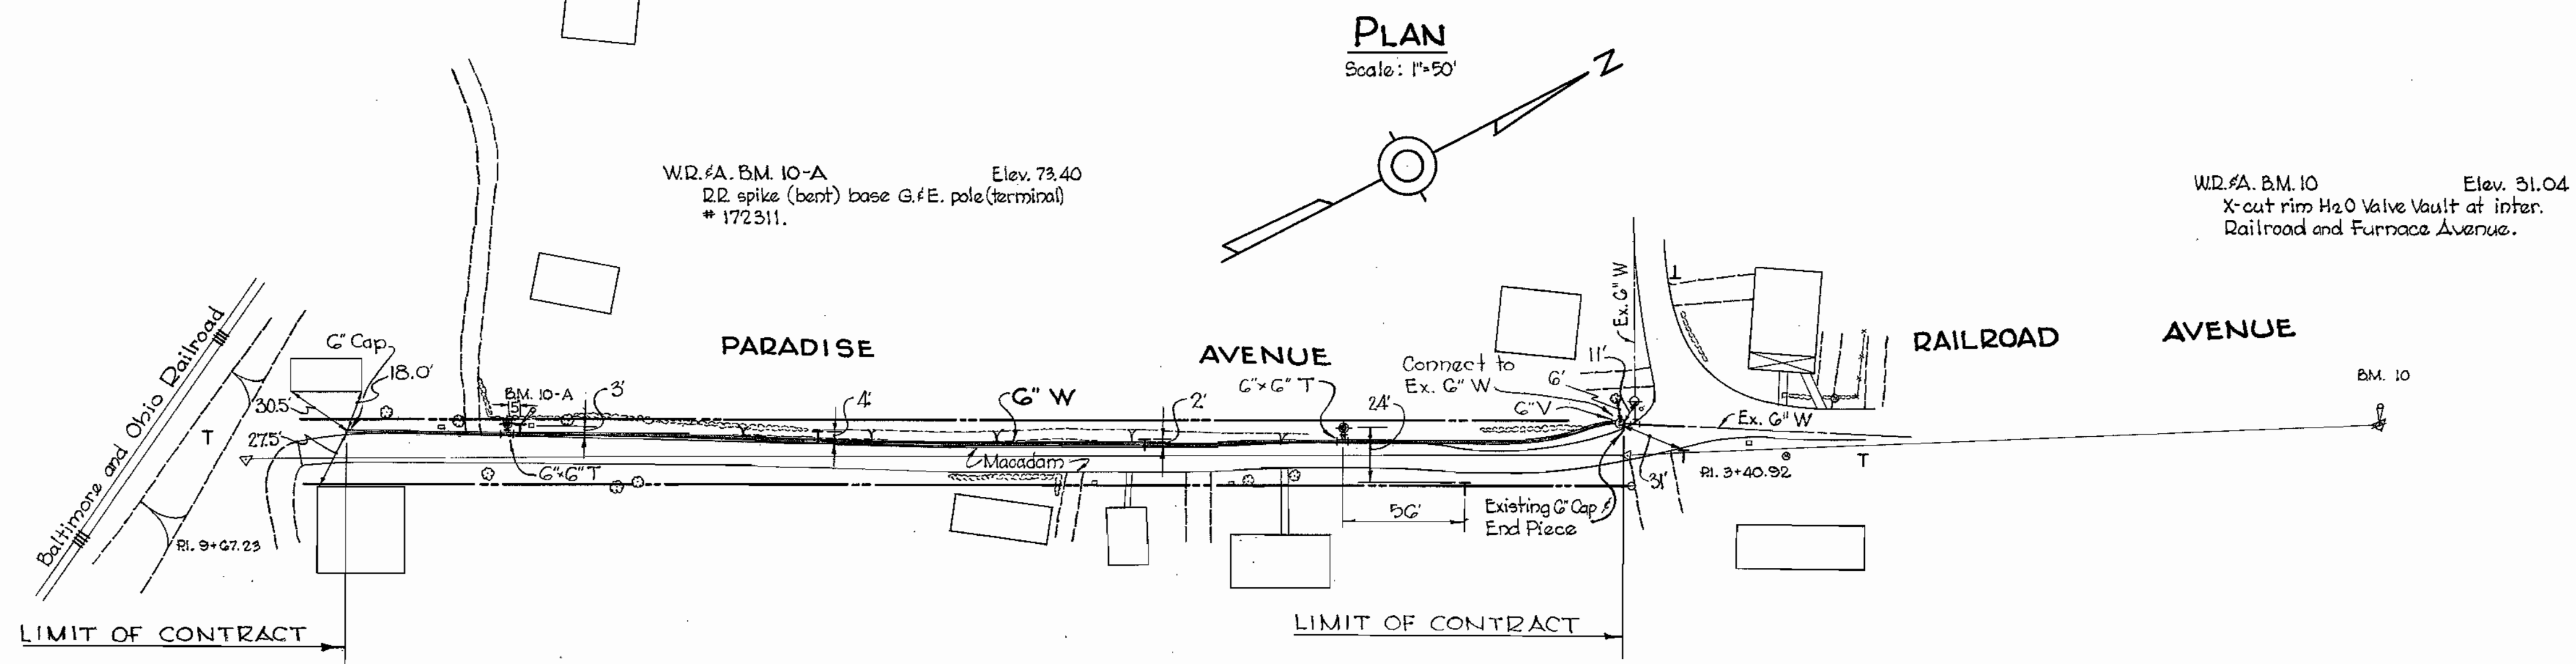 PLAN
Scale: 1"=50'
N
W.R.&A. B.M. 10-A Elev. 73.40
R.R. spike (bent) base G.&E. pole (terminal)
# 172311.
W.R.&A. B.M. 10 Elev. 31.04
X-cut rim H2O Valve Vault at inter.
Railroad and Furnace Avenue.
Baltimore and Ohio Railroad
6" Cap
18.0'
30.5'
27.5'
T
P.I. 9+67.23
B.M. 10-A
5'
3'
6"x6" T
PARADISE AVENUE
4'
6" W
2'
Macadam
6"x6" T
24'
56'
Connect to
Ex. 6" W
6" V
11'
6'
Ex. 6" W
Ex. 6" W
31'
P.I. 3+40.92
T
T
T
T
Existing 6" Cap &
End Piece
RAILROAD AVENUE
B.M. 10
LIMIT OF CONTRACT
LIMIT OF CONTRACT